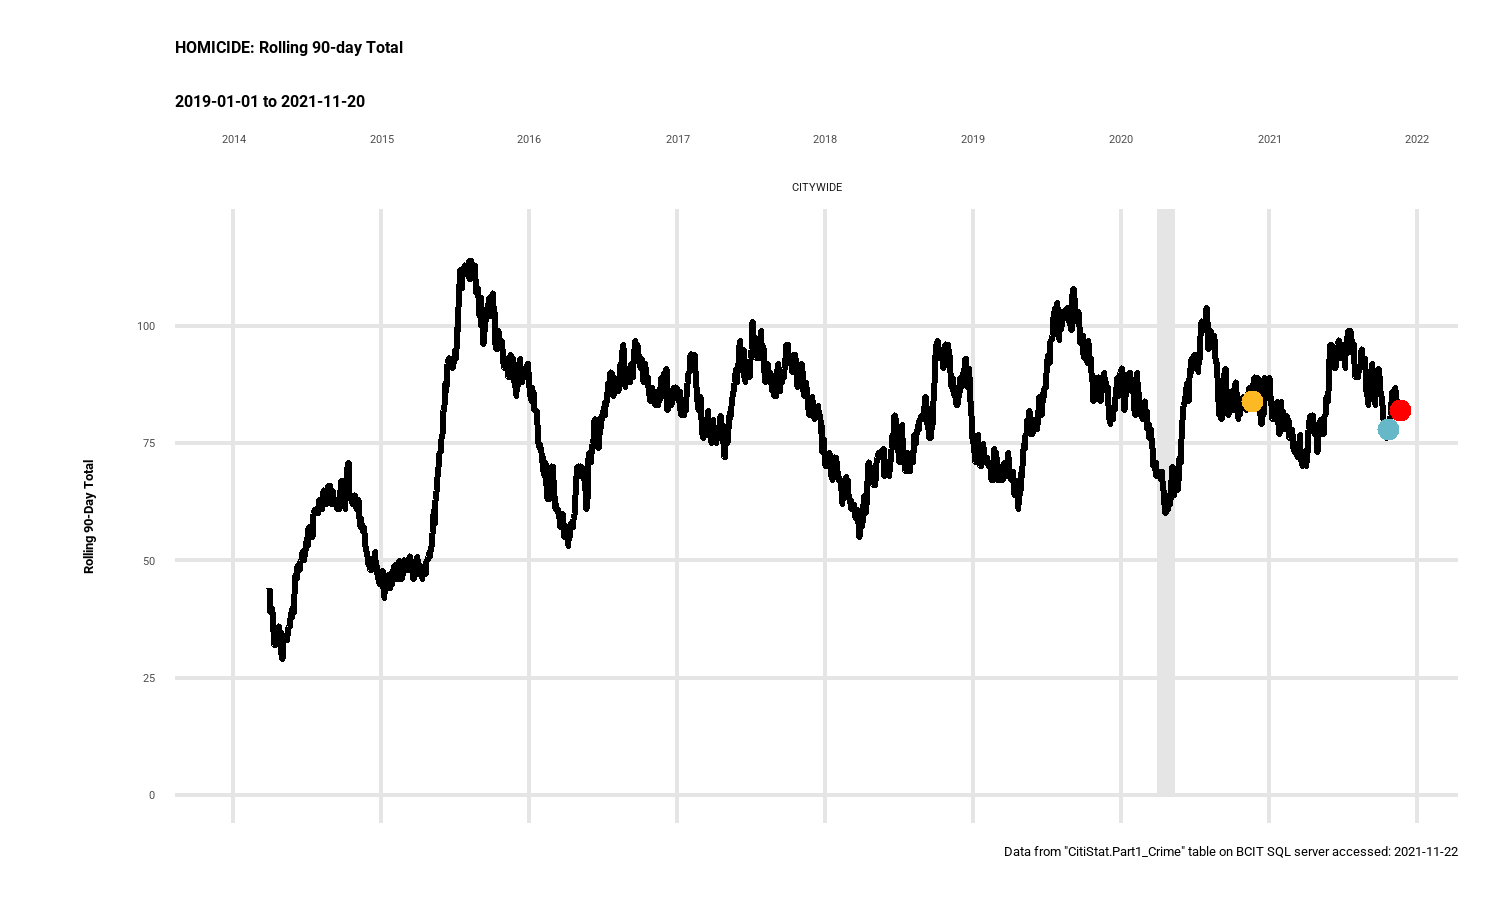 HOMICIDE: Rolling 90-day Total
2019-01-01 to 2021-11-20
2014 2015 2016 2017 2018 2019 2020 2021 2022
CITYWIDE
100
75
50
25
0
Rolling 90-Day Total
Data from "CitiStat.Part1_Crime" table on BCIT SQL server accessed: 2021-11-22